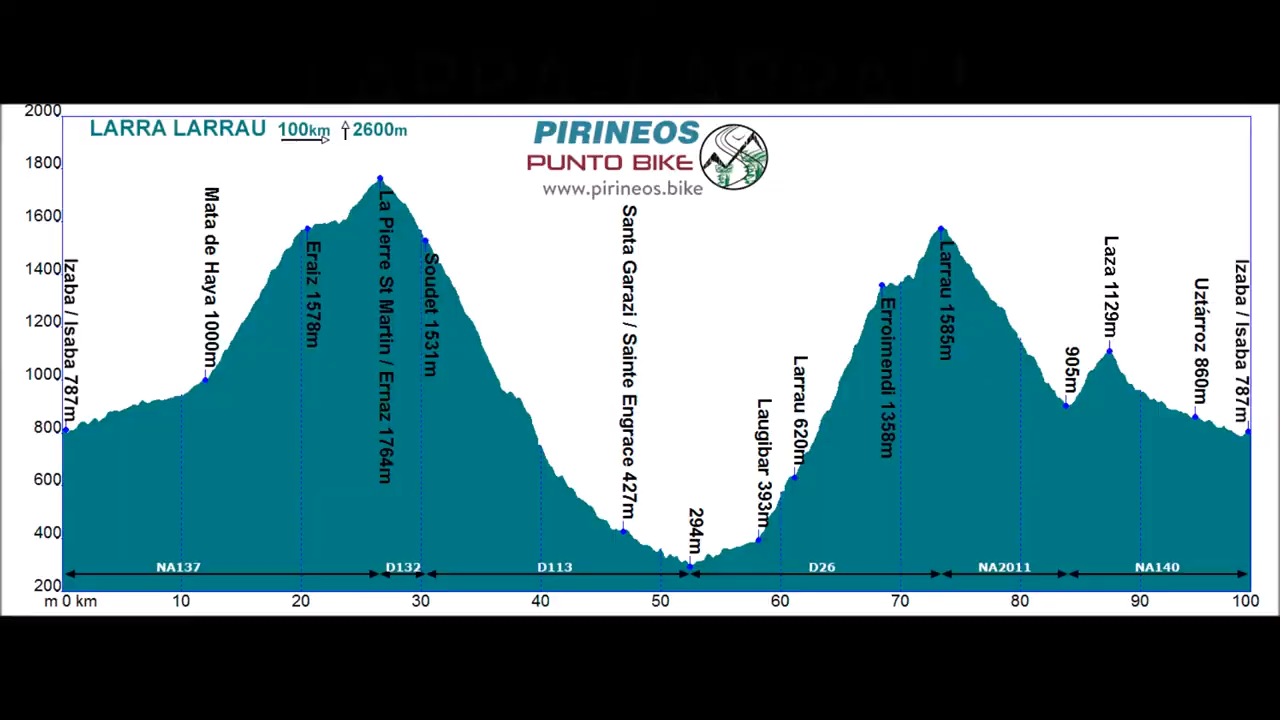 LARRA LARRAU 100km 2600m
PIRINEOS
PUNTO BIKE
www.pirineos.bike
2000
1800
1600
1400
1200
1000
800
600
400
200
Izaba / Isaba 787m
Mata de Haya 1000m
Eraiz 1578m
La Pierre St Martin / Ernaz 1764m
Soudet 1531m
Santa Garazi / Sainte Engrace 427m
294m
Laugibar 393m
Larrau 620m
Erroimendi 1358m
Larrau 1585m
905m
Laza 1129m
Uztárroz 860m
Izaba / Isaba 787m
NA137 D132 D113 D26 NA2011 NA140
m 0 km 10 20 30 40 50 60 70 80 90 100